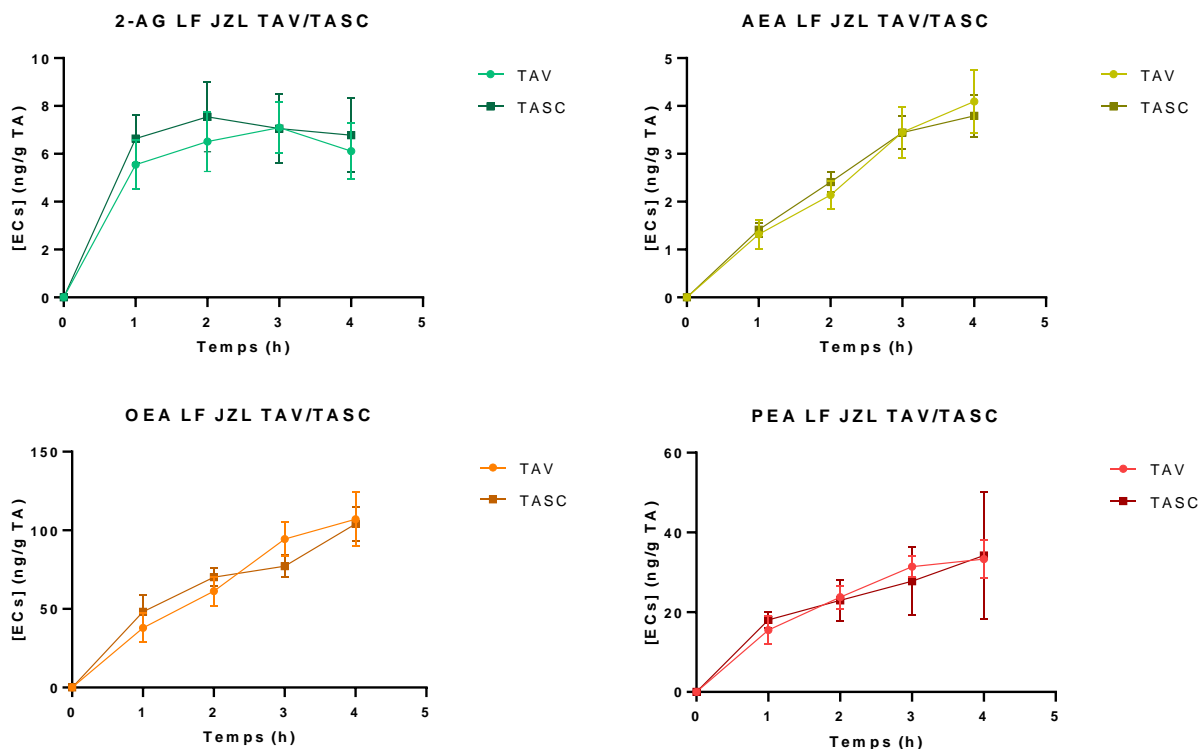 2-AG LF JZL TAV/TASC
[ECs] (ng/g TA)
10
8
6
4
2
0
0 1 2 3 4 5
Temps (h)
TAV
TASC
AEA LF JZL TAV/TASC
[ECs] (ng/g TA)
5
4
3
2
1
0
0 1 2 3 4 5
Temps (h)
TAV
TASC
OEA LF JZL TAV/TASC
[ECs] (ng/g TA)
150
100
50
0
0 1 2 3 4 5
Temps (h)
TAV
TASC
PEA LF JZL TAV/TASC
[ECs] (ng/g TA)
60
40
20
0
0 1 2 3 4 5
Temps (h)
TAV
TASC